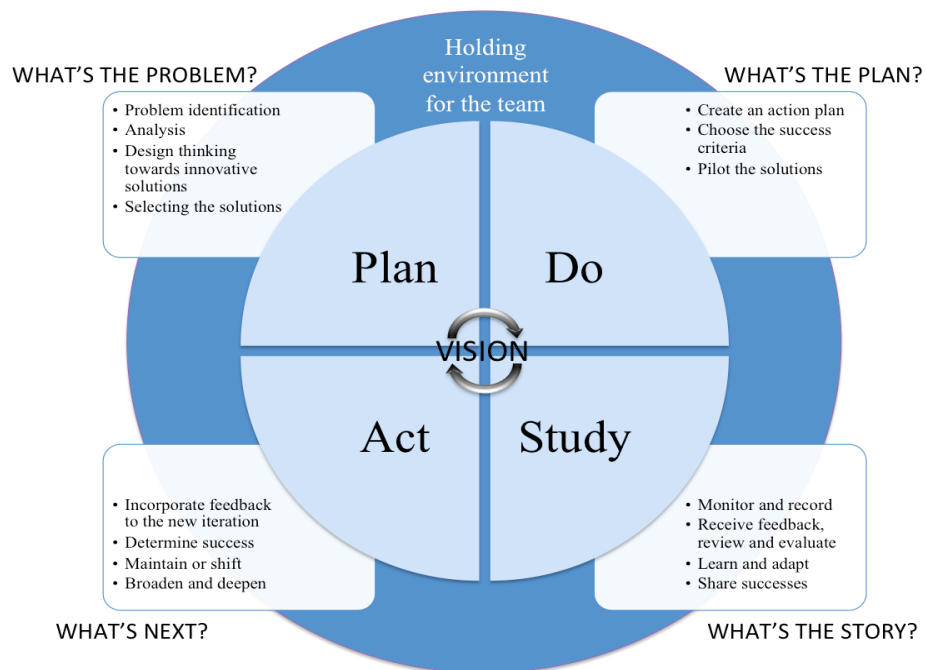 Holding
environment
for the team
WHAT'S THE PROBLEM?
• Problem identification
• Analysis
• Design thinking
towards innovative
solutions
• Selecting the solutions
WHAT'S THE PLAN?
• Create an action plan
• Choose the success
criteria
• Pilot the solutions
Plan
Do
VISION
Act
Study
• Incorporate feedback
to the new iteration
• Determine success
• Maintain or shift
• Broaden and deepen
WHAT'S NEXT?
• Monitor and record
• Receive feedback,
review and evaluate
• Learn and adapt
• Share successes
WHAT'S THE STORY?